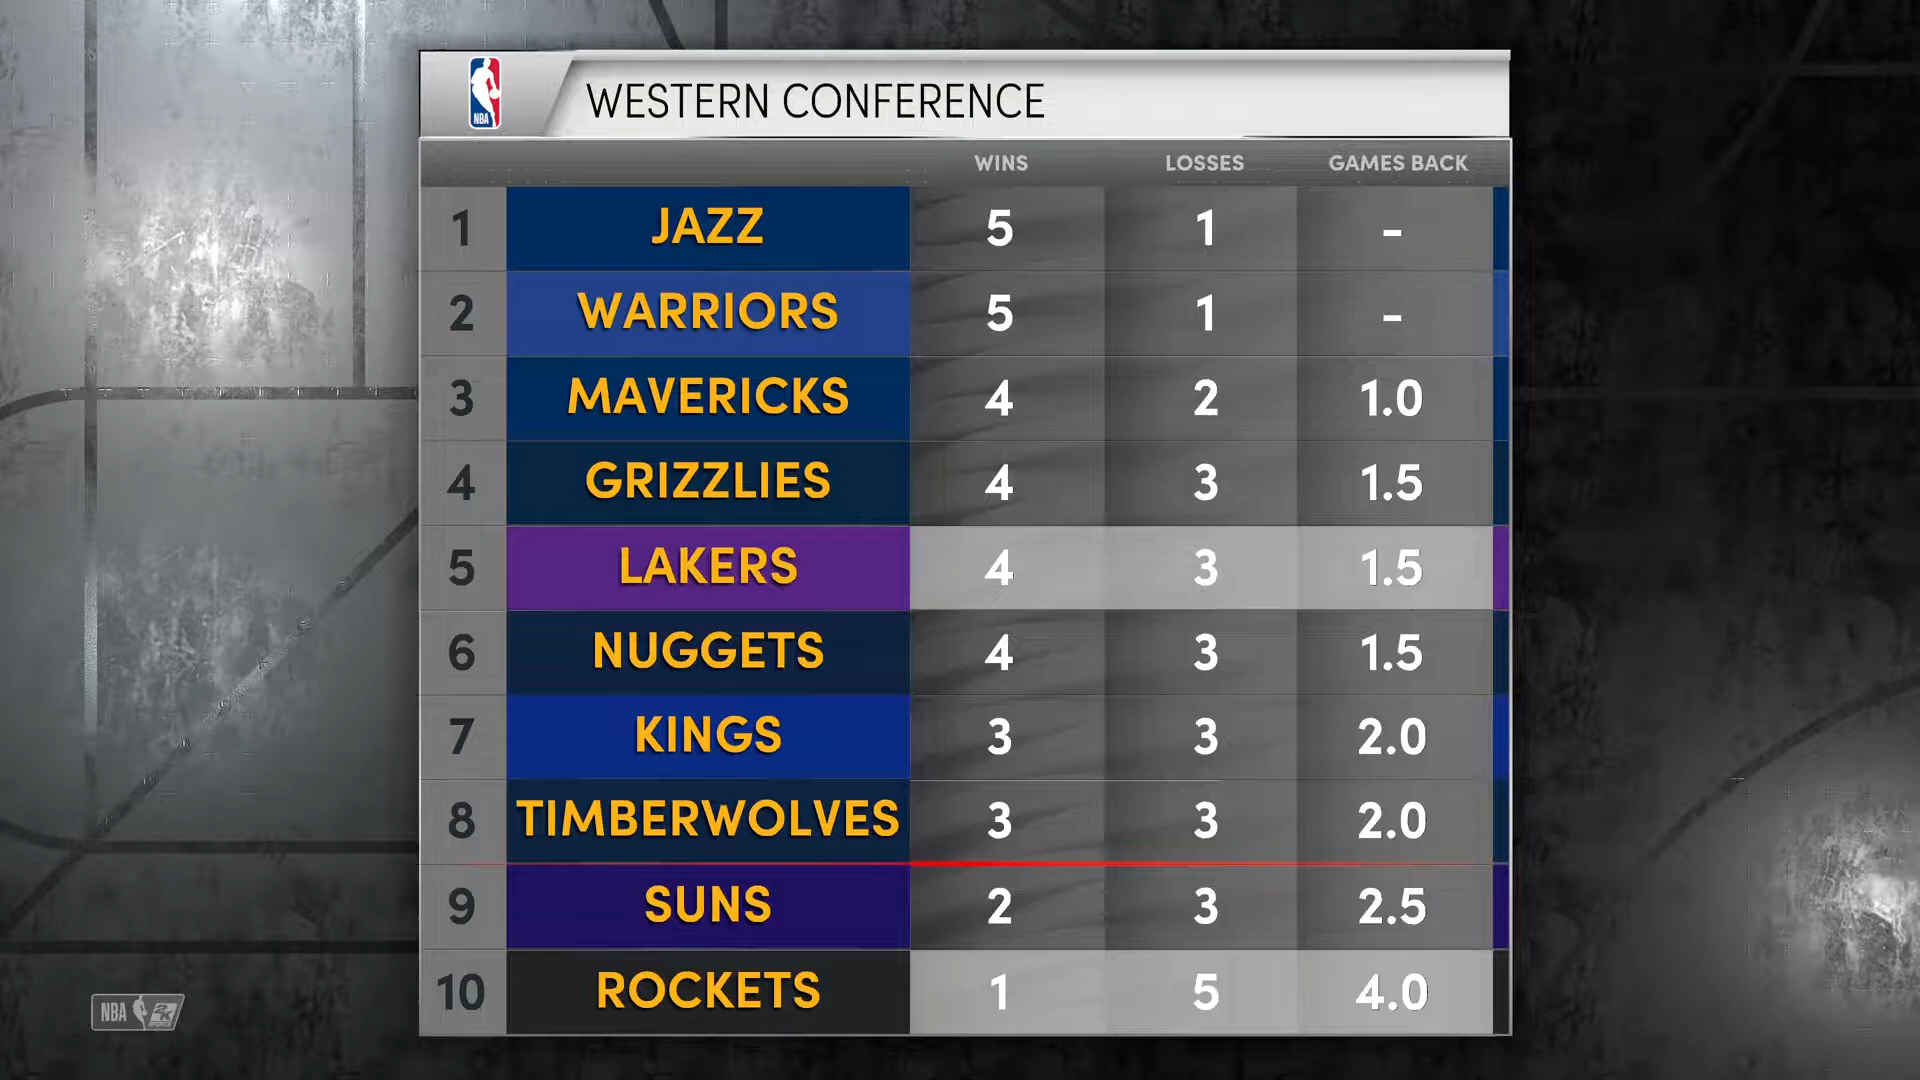 NBA
WESTERN CONFERENCE
WINS LOSSES GAMES BACK
1 JAZZ 5 1 -
2 WARRIORS 5 1 -
3 MAVERICKS 4 2 1.0
4 GRIZZLIES 4 3 1.5
5 LAKERS 4 3 1.5
6 NUGGETS 4 3 1.5
7 KINGS 3 3 2.0
8 TIMBERWOLVES 3 3 2.0
9 SUNS 2 3 2.5
10 ROCKETS 1 5 4.0
NBA 2K
SPORTS